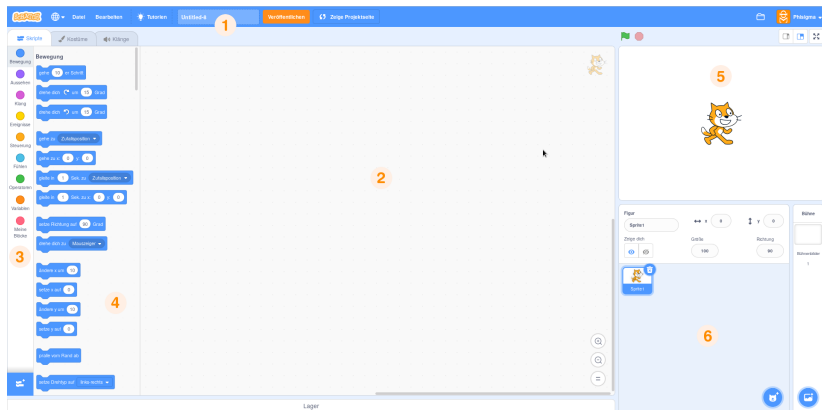 SCRATCH Datei Bearbeiten Tutorien Untitled-4 Veröffentlichen Zeige Projektseite Phisigma
1
Skripte Kostüme Klänge
Bewegung
Aussehen
Klang
Ereignisse
Steuerung
Fühlen
Operatoren
Variablen
Meine
Blöcke
3
Bewegung
gehe 10 er Schritt
drehe dich um 15 Grad
drehe dich um 15 Grad
gehe zu Zufallsposition
gehe zu x: 0 y: 0
gleite in 1 Sek. zu Zufallsposition
gleite in 1 Sek. zu x: 0 y: 0
setze Richtung auf 90 Grad
drehe dich zu Mauszeiger
ändere x um 10
setze x auf 0
ändere y um 10
setze y auf 0
pralle vom Rand ab
setze Drehtyp auf links-rechts
4
2
5
Figur
Sprite1 x 0 y 0
Zeige dich Größe Richtung
100 90
Sprite1
6
Bühne
Bühnenbilder
1
Lager